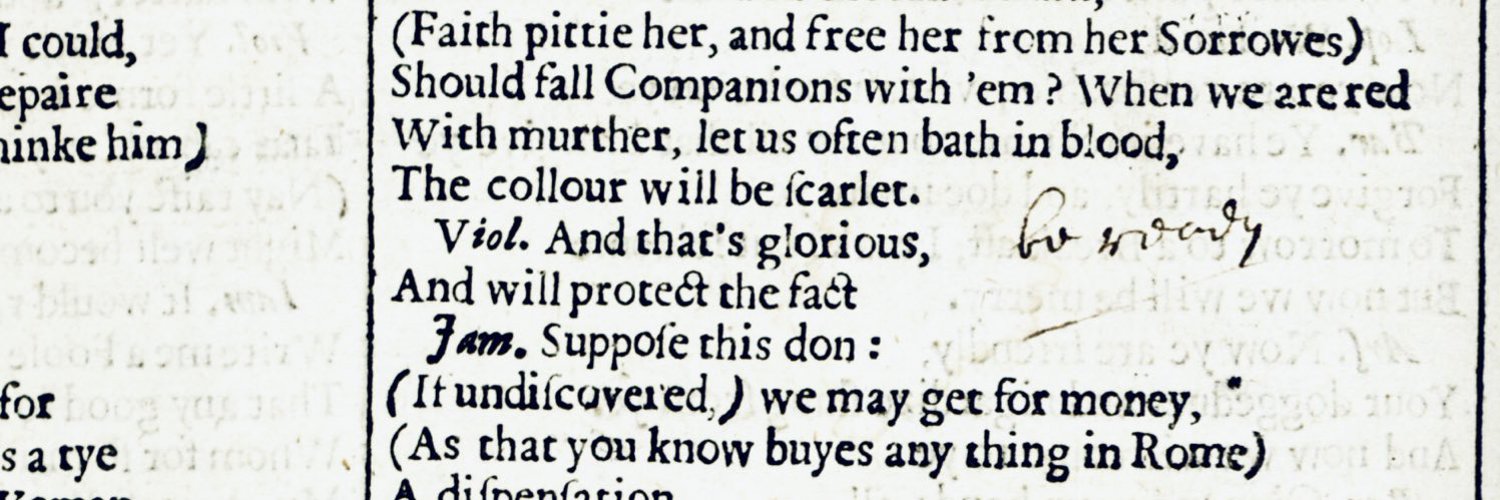 I could,
epaire
hinke him)
for
s a tye
(Faith pittie her, and free her from her Sorrowes)
Should fall Companions with 'em? When we are red
With murther, let us often bath in blood,
The collour will be ſcarlet.
Viol. And that's glorious,
be ready
And will protect the fact
Jam. Suppoſe this don:
(If undiſcovered,) we may get for money,
(As that you know buyes any thing in Rome)
A diſpenſation